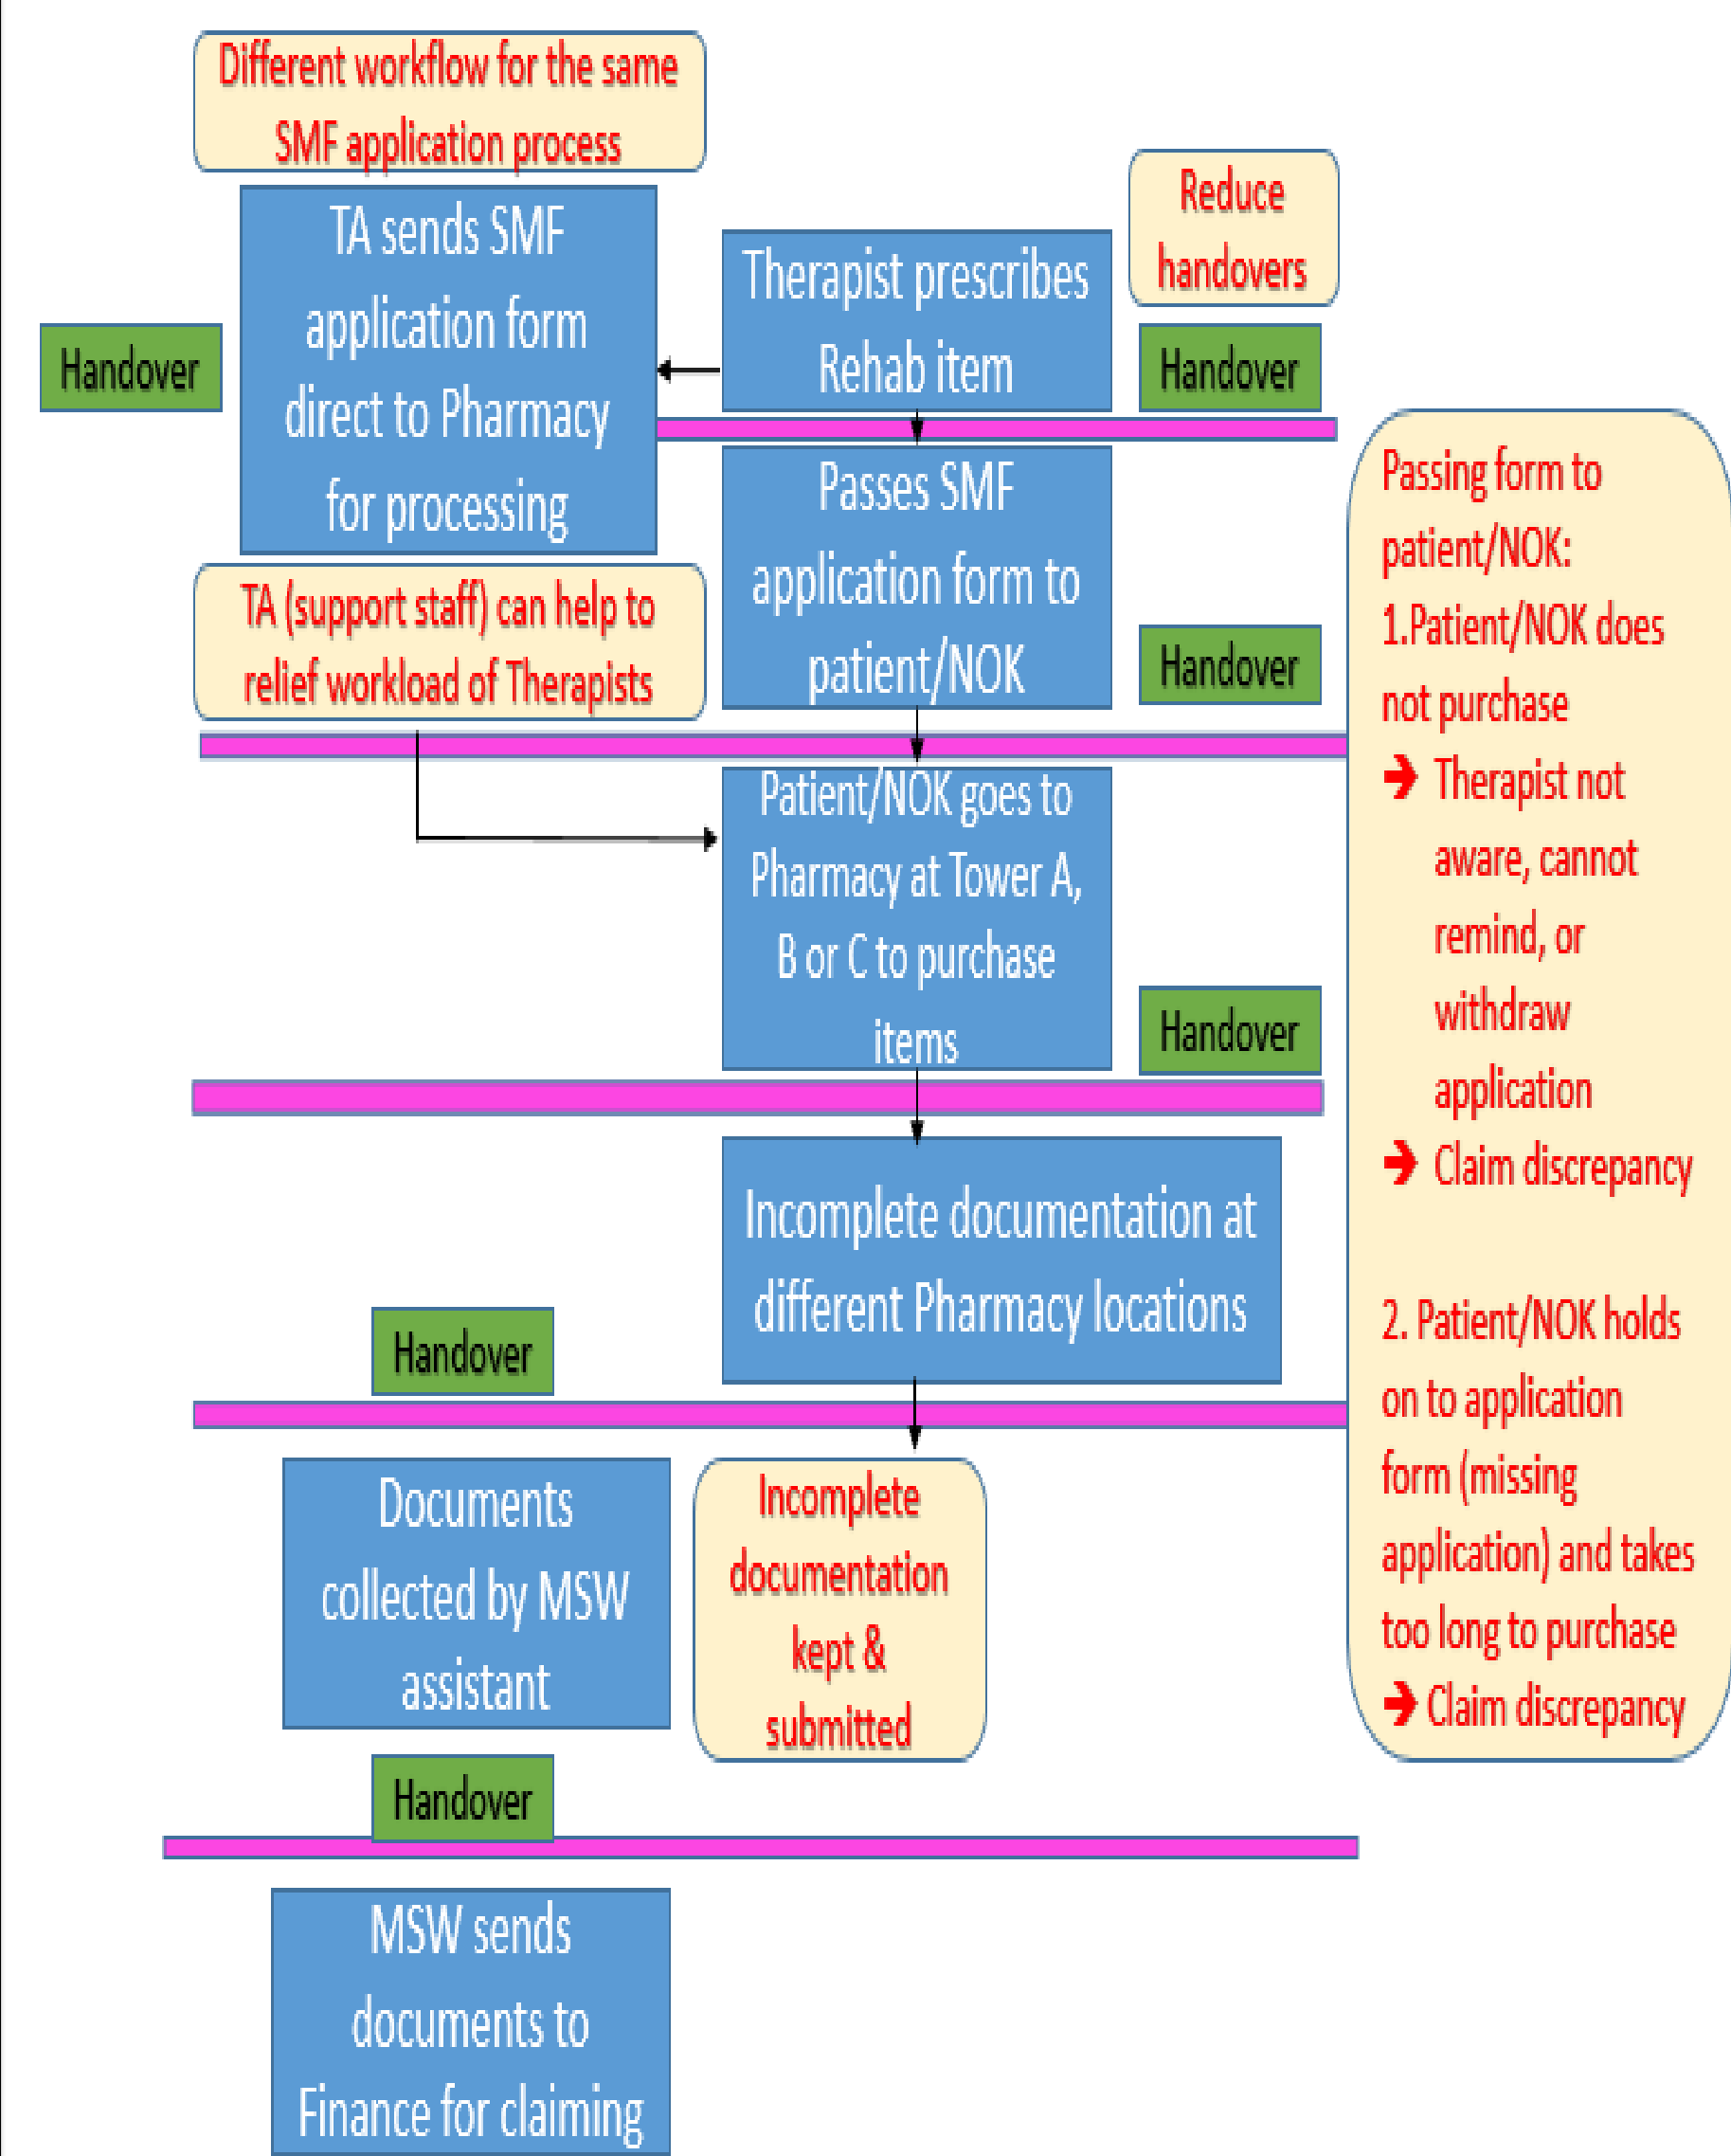 Different workflow for the same
SMF application process
TA sends SMF
application form
direct to Pharmacy
for processing
Handover
Therapist prescribes
Rehab item
Reduce
handovers
Handover
Passes SMF
application form to
patient/NOK
Handover
TA (support staff) can help to
relief workload of Therapists
Patient/NOK goes to
Pharmacy at Tower A,
B or C to purchase
items
Handover
Incomplete documentation at
different Pharmacy locations
Handover
Documents
collected by MSW
assistant
Incomplete
documentation
kept &
submitted
Handover
MSW sends
documents to
Finance for claiming
Passing form to
patient/NOK:
1.Patient/NOK does
not purchase
➔ Therapist not
aware, cannot
remind, or
withdraw
application
➔ Claim discrepancy
2. Patient/NOK holds
on to application
form (missing
application) and takes
too long to purchase
➔ Claim discrepancy